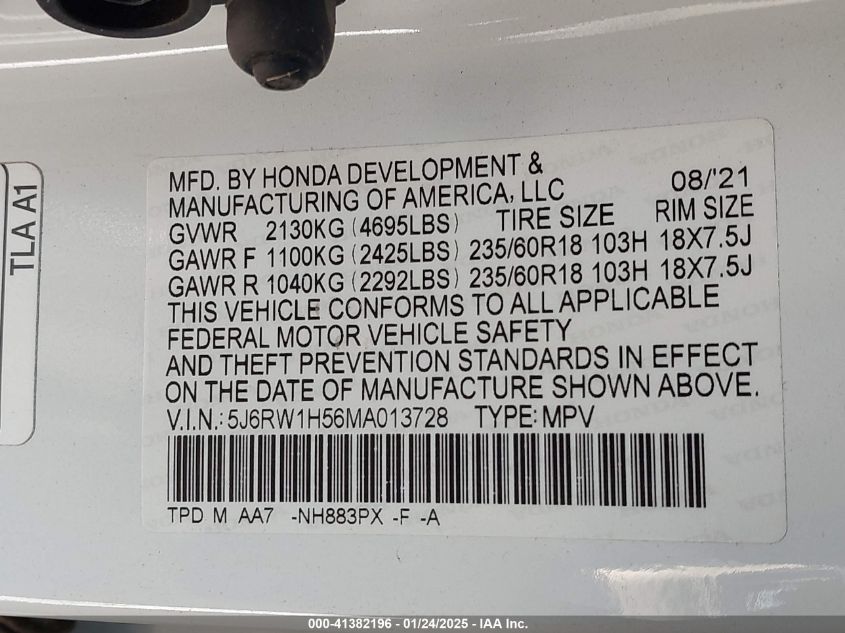 TLA A1
MFD. BY HONDA DEVELOPMENT &
MANUFACTURING OF AMERICA, LLC 08/'21
GVWR 2130KG (4695LBS) TIRE SIZE RIM SIZE
GAWR F 1100KG (2425LBS) 235/60R18 103H 18X7.5J
GAWR R 1040KG (2292LBS) 235/60R18 103H 18X7.5J
THIS VEHICLE CONFORMS TO ALL APPLICABLE
FEDERAL MOTOR VEHICLE SAFETY
AND THEFT PREVENTION STANDARDS IN EFFECT
ON THE DATE OF MANUFACTURE SHOWN ABOVE.
V.I.N.: 5J6RW1H56MA013728 TYPE: MPV
TPD M AA7 -NH883PX -F -A
000-41382196 - 01/24/2025 - IAA Inc.